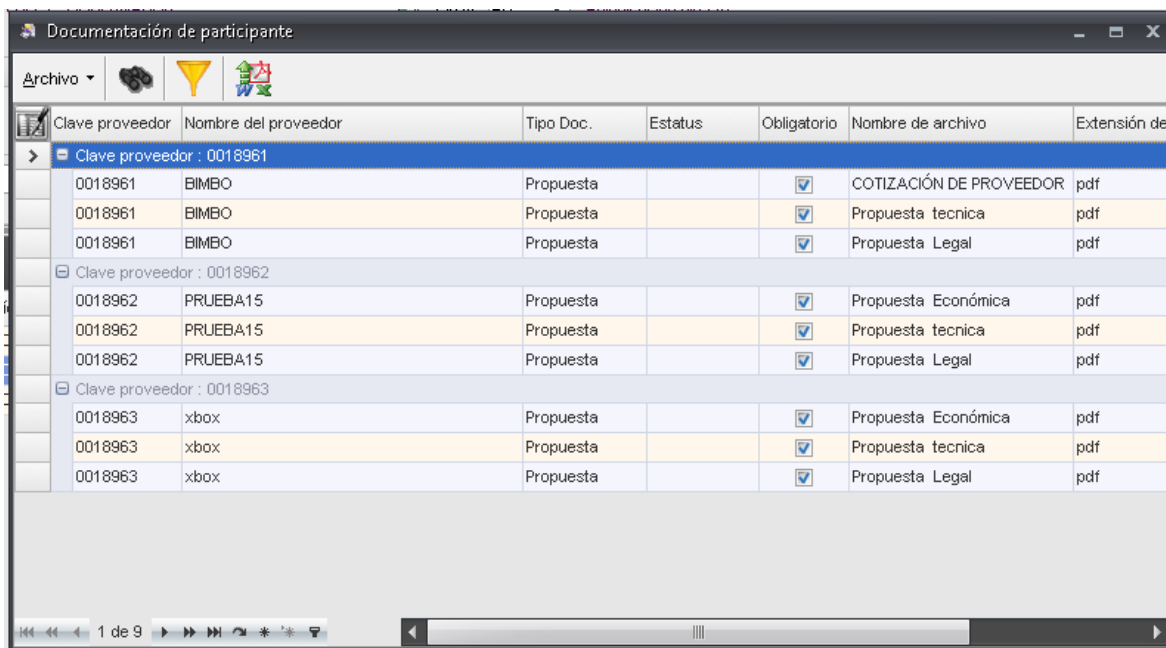 Documentación de participante
Archivo
Clave proveedor Nombre del proveedor Tipo Doc. Estatus Obligatorio Nombre de archivo Extensión de
Clave proveedor : 0018961
0018961 BIMBO Propuesta COTIZACIÓN DE PROVEEDOR pdf
0018961 BIMBO Propuesta Propuesta tecnica pdf
0018961 BIMBO Propuesta Propuesta Legal pdf
Clave proveedor : 0018962
0018962 PRUEBA15 Propuesta Propuesta Económica pdf
0018962 PRUEBA15 Propuesta Propuesta tecnica pdf
0018962 PRUEBA15 Propuesta Propuesta Legal pdf
Clave proveedor : 0018963
0018963 xbox Propuesta Propuesta Económica pdf
0018963 xbox Propuesta Propuesta tecnica pdf
0018963 xbox Propuesta Propuesta Legal pdf
1 de 9